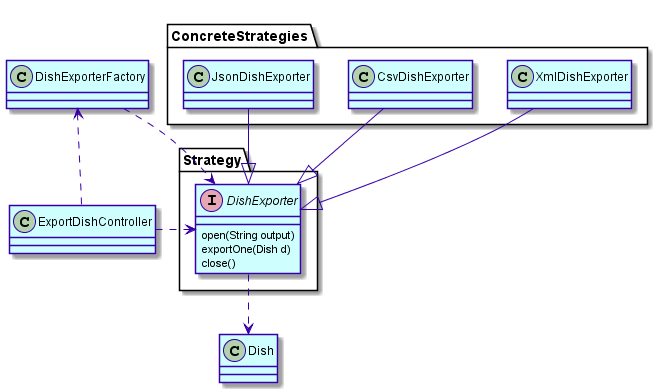 ConcreteStrategies
C DishExporterFactory
C JsonDishExporter
C CsvDishExporter
C XmlDishExporter
Strategy
I DishExporter
open(String output)
exportOne(Dish d)
close()
C ExportDishController
C Dish